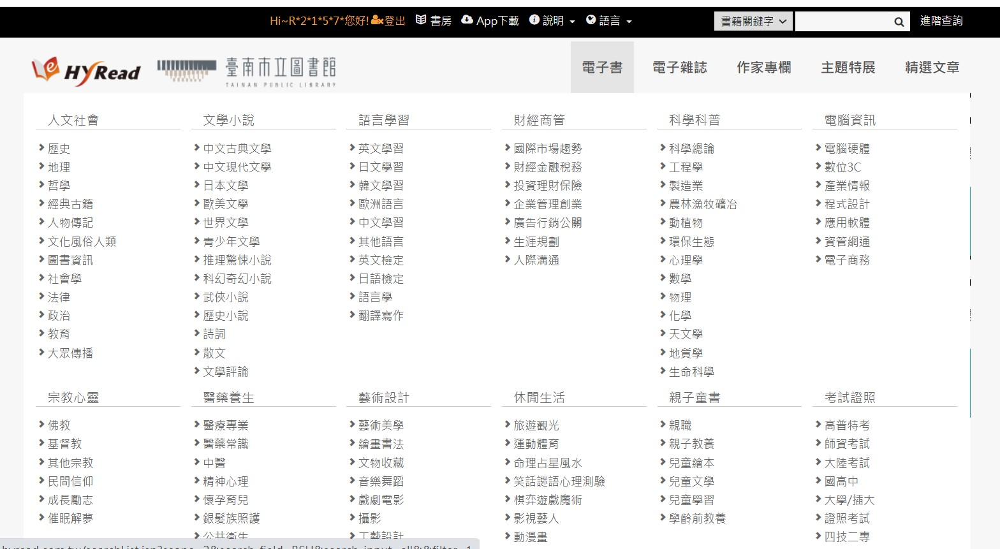 Hi~R*2*1*5*7*您好! 登出 書房 App下載 說明 語言 書籍關鍵字 進階查詢
HyRead 臺南市立圖書館 電子書 電子雜誌 作家專欄 主題特展 精選文章
TAINAN PUBLIC LIBRARY
人文社會
歷史
地理
哲學
經典古籍
人物傳記
文化風俗人類
圖書資訊
社會學
法律
政治
教育
大眾傳播
文學小說
中文古典文學
中文現代文學
日本文學
歐美文學
世界文學
青少年文學
推理驚悚小說
科幻奇幻小說
武俠小說
歷史小說
詩詞
散文
文學評論
語言學習
英文學習
日文學習
韓文學習
歐洲語言
中文學習
其他語言
英文檢定
日語檢定
語言學
翻譯寫作
財經商管
國際市場趨勢
財經金融稅務
投資理財保險
企業管理創業
廣告行銷公關
生涯規劃
人際溝通
科學科普
科學總論
工程學
製造業
農林漁牧礦冶
動植物
環保生態
心理學
數學
物理
化學
天文學
地質學
生命科學
電腦資訊
電腦硬體
數位3C
產業情報
程式設計
應用軟體
資管網通
電子商務
宗教心靈
佛教
基督教
其他宗教
民間信仰
成長勵志
催眠解夢
醫藥養生
醫療專業
醫藥常識
中醫
精神心理
懷孕育兒
銀髮族照護
公共衛生
藝術設計
藝術美學
繪畫書法
文物收藏
音樂舞蹈
戲劇電影
攝影
工藝設計
休閒生活
旅遊觀光
運動體育
命理占星風水
笑話謎語心理測驗
棋弈遊戲魔術
影視藝人
動漫畫
親子童書
親職
親子教養
兒童繪本
兒童文學
兒童學習
學齡前教養
考試證照
高普特考
師資考試
大陸考試
國高中
大學/插大
證照考試
四技二專